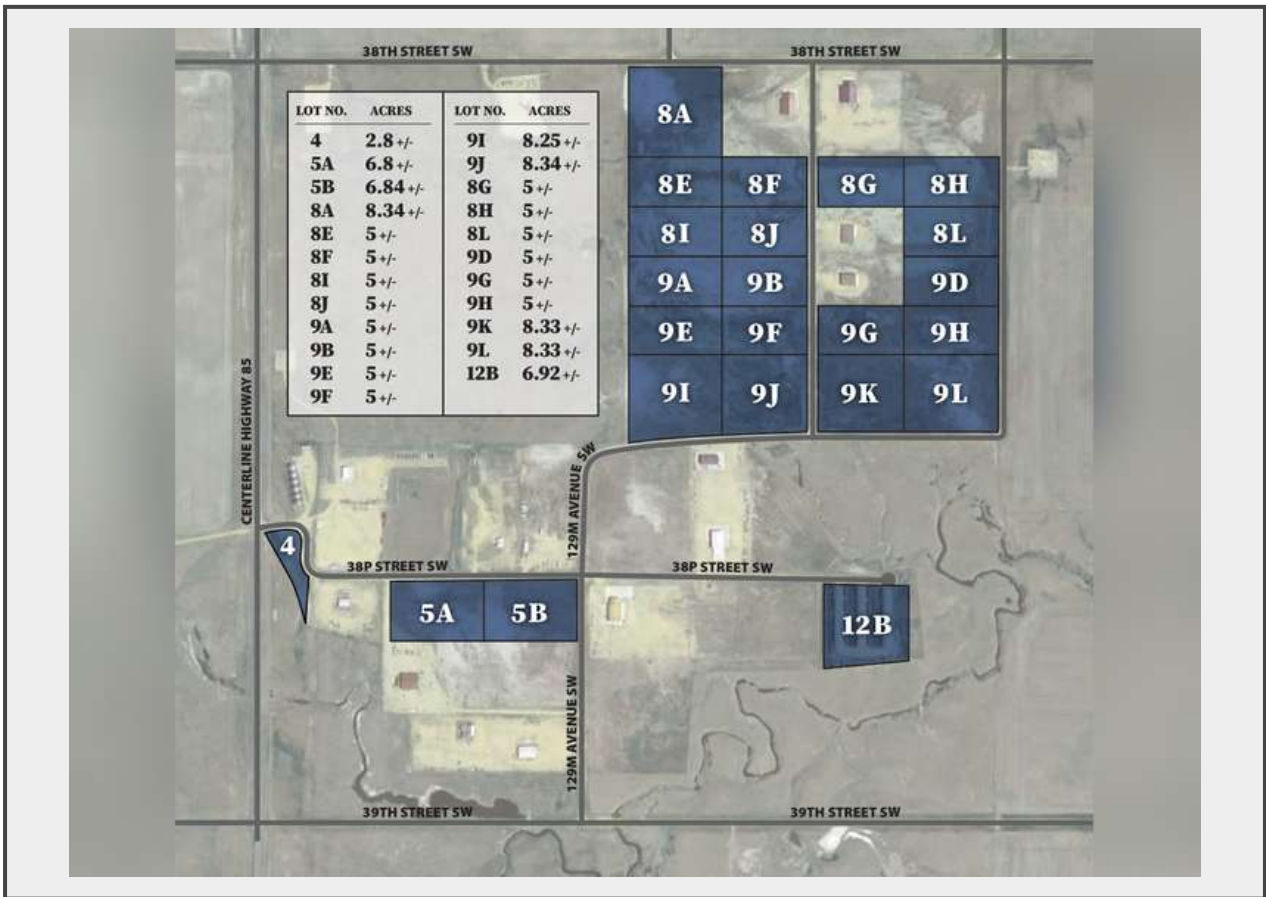 38TH STREET SW
38TH STREET SW
LOT NO. ACRES
4 2.8 +/-
5A 6.8 +/-
5B 6.84 +/-
8A 8.34 +/-
8E 5 +/-
8F 5 +/-
8I 5 +/-
8J 5 +/-
9A 5 +/-
9B 5 +/-
9E 5 +/-
9F 5 +/-
LOT NO. ACRES
9I 8.25 +/-
9J 8.34 +/-
8G 5 +/-
8H 5 +/-
8L 5 +/-
9D 5 +/-
9G 5 +/-
9H 5 +/-
9K 8.33 +/-
9L 8.33 +/-
12B 6.92 +/-
8A
8E 8F 8G 8H
8I 8J 8L
9A 9B 9D
9E 9F 9G 9H
9I 9J 9K 9L
CENTERLINE HIGHWAY 85
129M AVENUE SW
4
38P STREET SW
38P STREET SW
5A 5B
12B
129M AVENUE SW
39TH STREET SW
39TH STREET SW